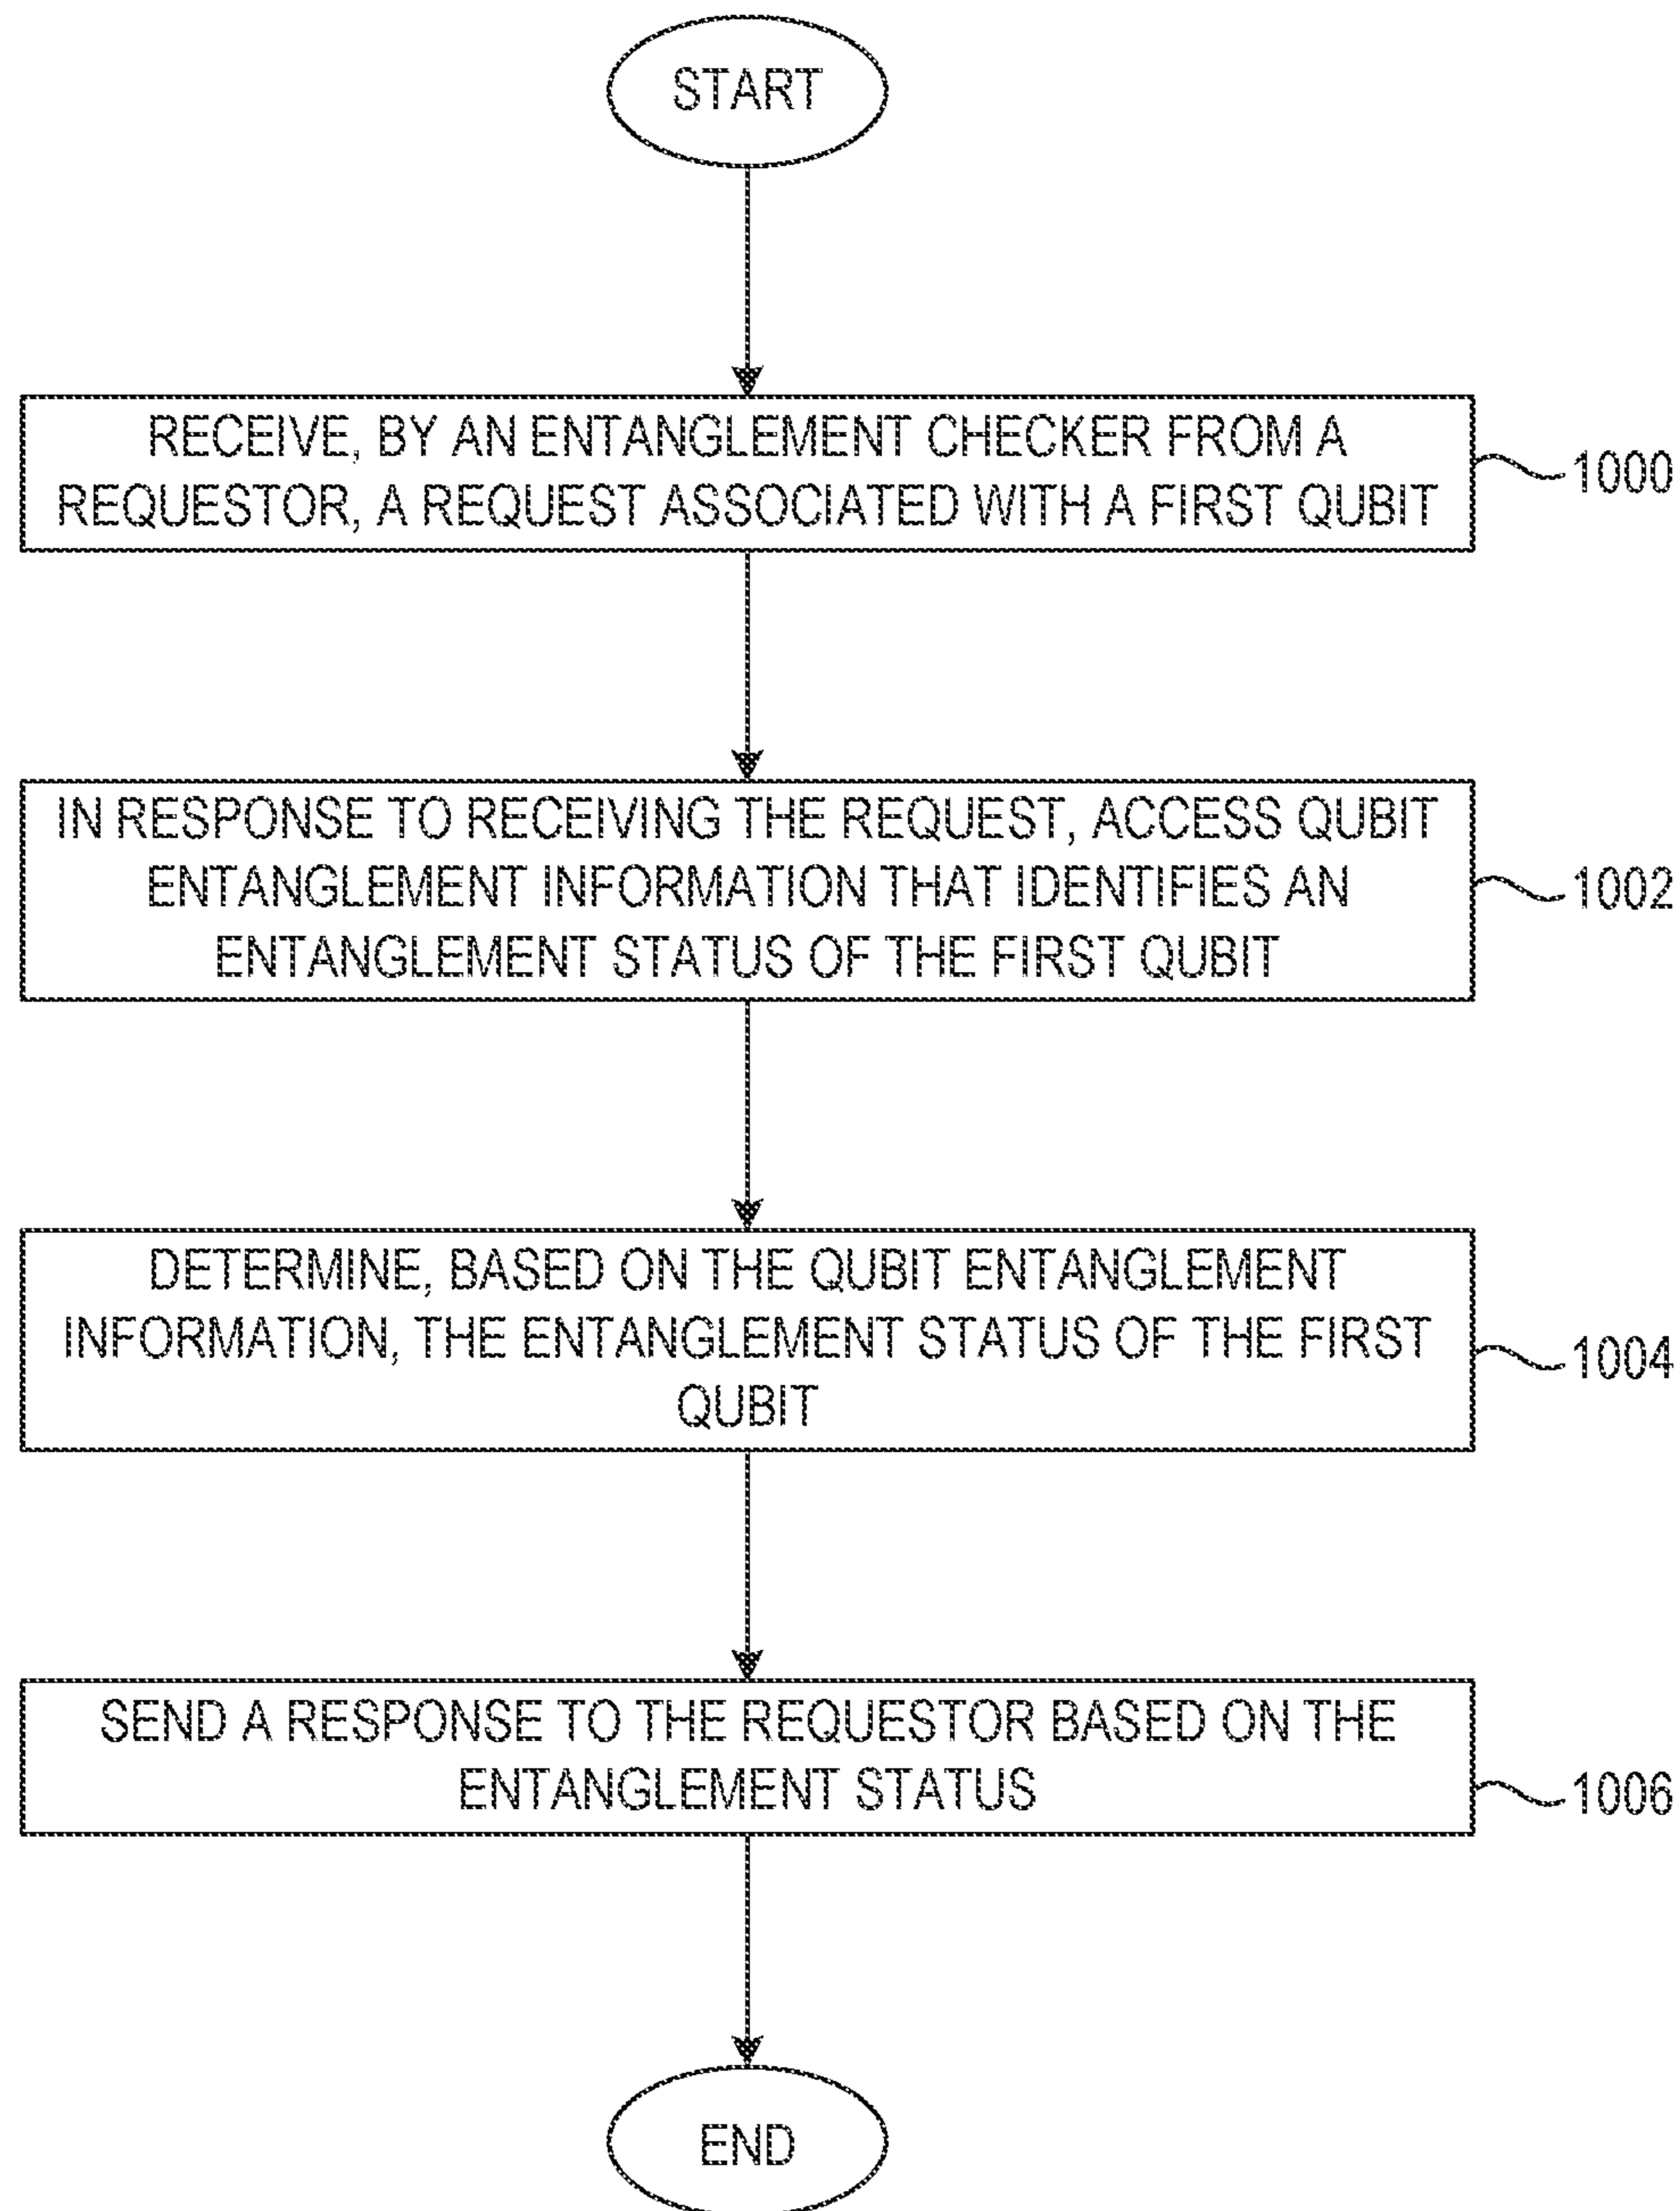 START
RECEIVE, BY AN ENTANGLEMENT CHECKER FROM A
REQUESTOR, A REQUEST ASSOCIATED WITH A FIRST QUBIT
1000
IN RESPONSE TO RECEIVING THE REQUEST, ACCESS QUBIT
ENTANGLEMENT INFORMATION THAT IDENTIFIES AN
ENTANGLEMENT STATUS OF THE FIRST QUBIT
1002
DETERMINE, BASED ON THE QUBIT ENTANGLEMENT
INFORMATION, THE ENTANGLEMENT STATUS OF THE FIRST
QUBIT
1004
SEND A RESPONSE TO THE REQUESTOR BASED ON THE
ENTANGLEMENT STATUS
1006
END